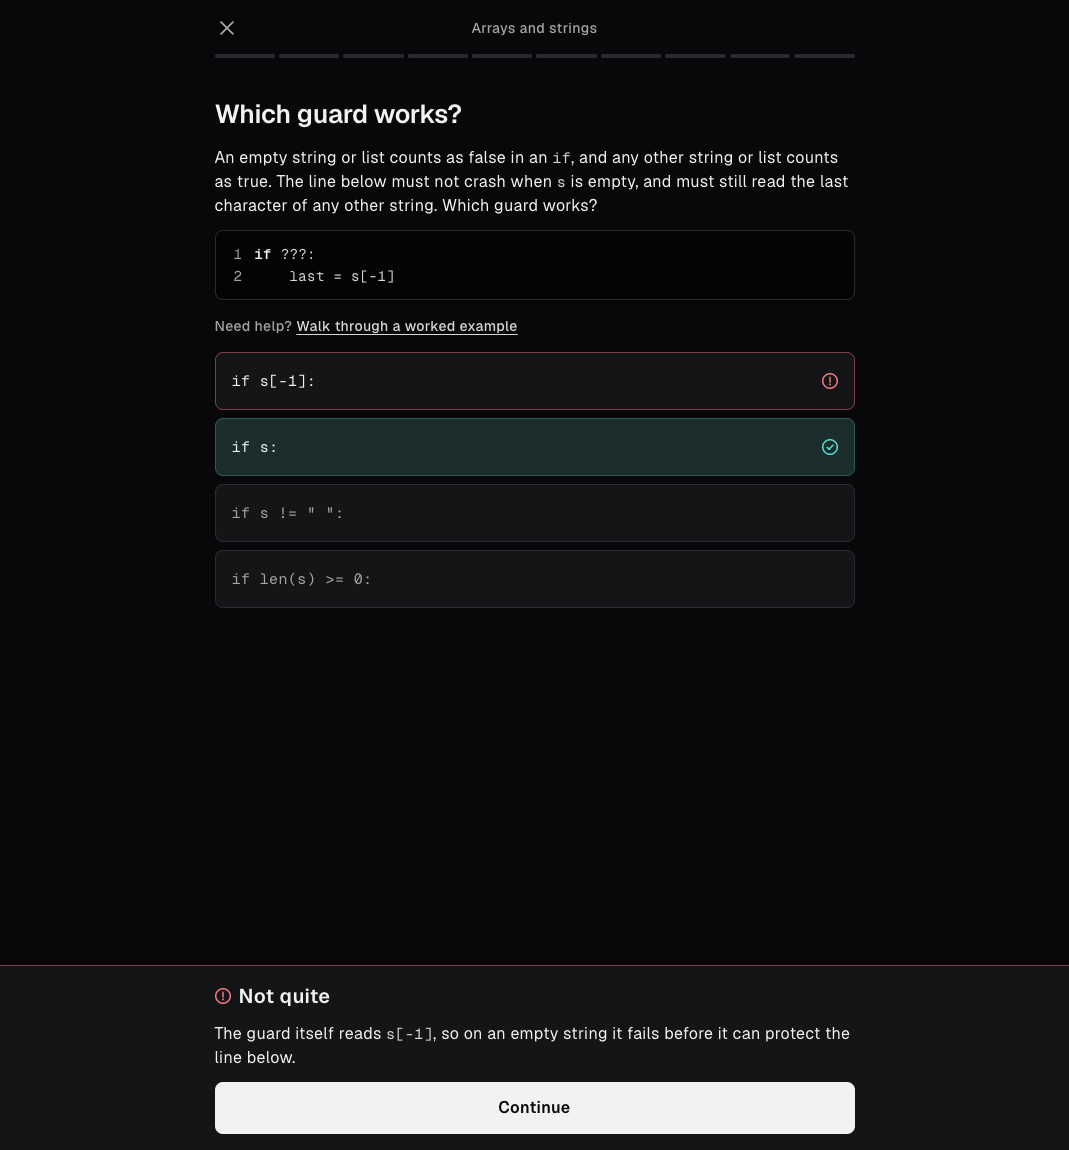 Arrays and strings
Which guard works?
An empty string or list counts as false in an if, and any other string or list counts
as true. The line below must not crash when s is empty, and must still read the last
character of any other string. Which guard works?
1 if ???:
2     last = s[-1]
Need help? Walk through a worked example
if s[-1]:
if s:
if s != " ":
if len(s) >= 0:
Not quite
The guard itself reads s[-1], so on an empty string it fails before it can protect the
line below.
Continue